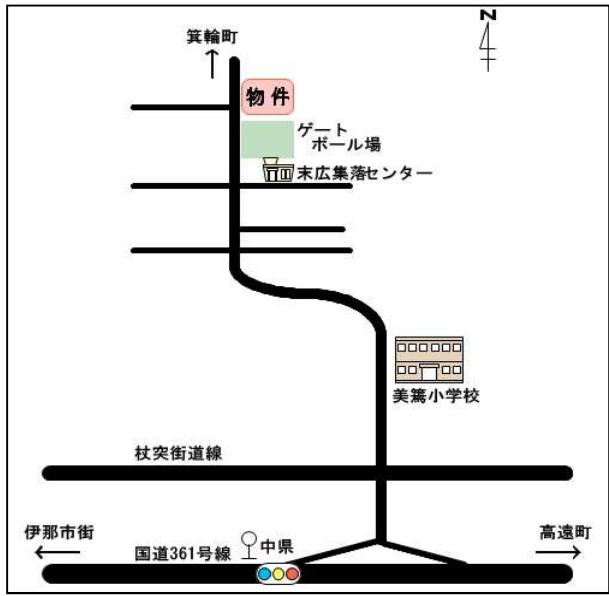 箕輪町
N
物件
ゲート
ボール場
末広集落センター
美篶小学校
杖突街道線
伊那市街
国道361号線
中県
高遠町